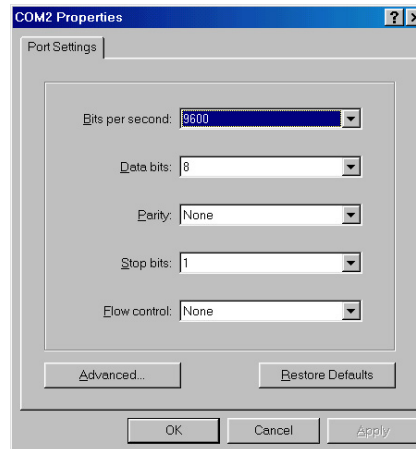 COM2 Properties
Port Settings
Bits per second: 9600
Data bits: 8
Parity: None
Stop bits: 1
Flow control: None
Advanced... Restore Defaults
OK Cancel Apply